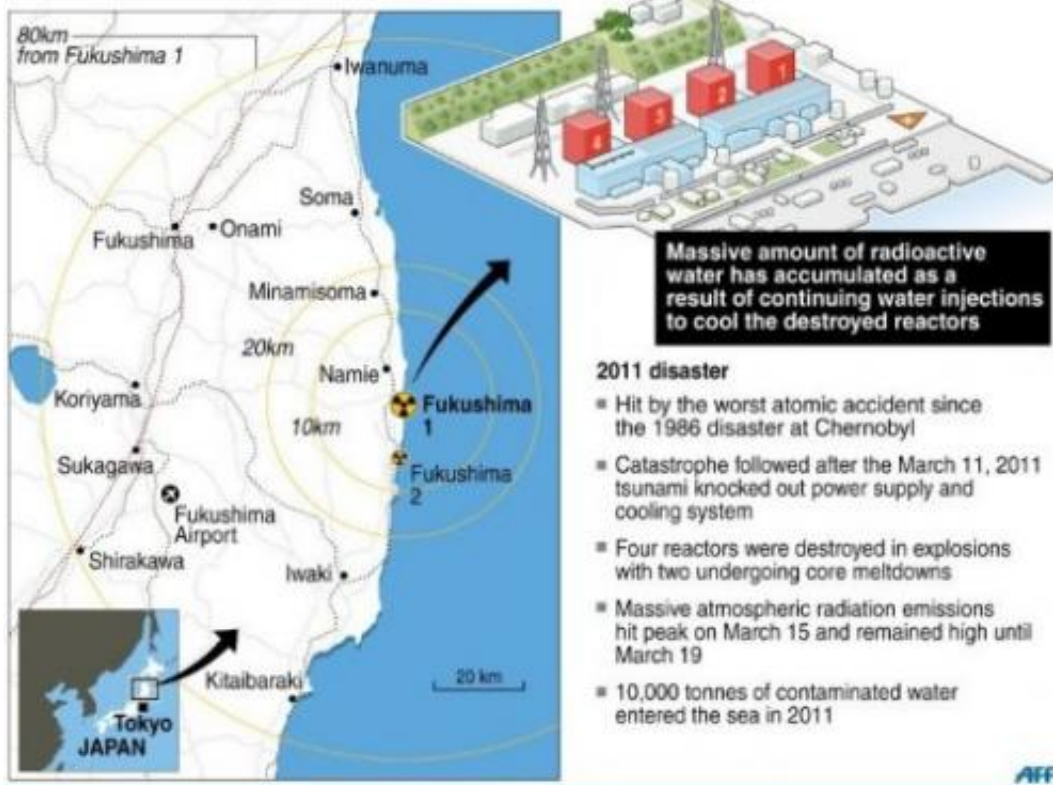 80km
from Fukushima 1
Iwanuma
Soma
Fukushima
Onami
Minamisoma
20km
Namie
Koriyama
10km
Fukushima
1
Sukagawa
Fukushima
2
Fukushima
Airport
Shirakawa
Iwaki
Kitaibaraki
20 km
Tokyo
JAPAN
1
2
3
4
Massive amount of radioactive
water has accumulated as a
result of continuing water injections
to cool the destroyed reactors
2011 disaster
Hit by the worst atomic accident since
the 1986 disaster at Chernobyl
Catastrophe followed after the March 11, 2011
tsunami knocked out power supply and
cooling system
Four reactors were destroyed in explosions
with two undergoing core meltdowns
Massive atmospheric radiation emissions
hit peak on March 15 and remained high until
March 19
10,000 tonnes of contaminated water
entered the sea in 2011
AFP